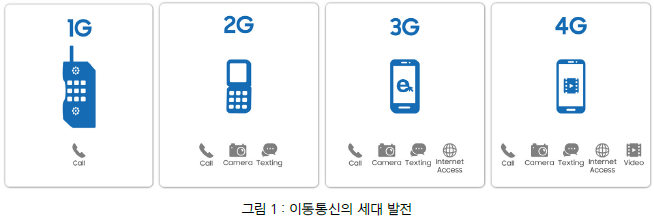 1G
Call
2G
Call Camera Texting
3G
Call Camera Texting Internet Access
4G
Call Camera Texting Internet Access Video
그림 1 : 이동통신의 세대 발전